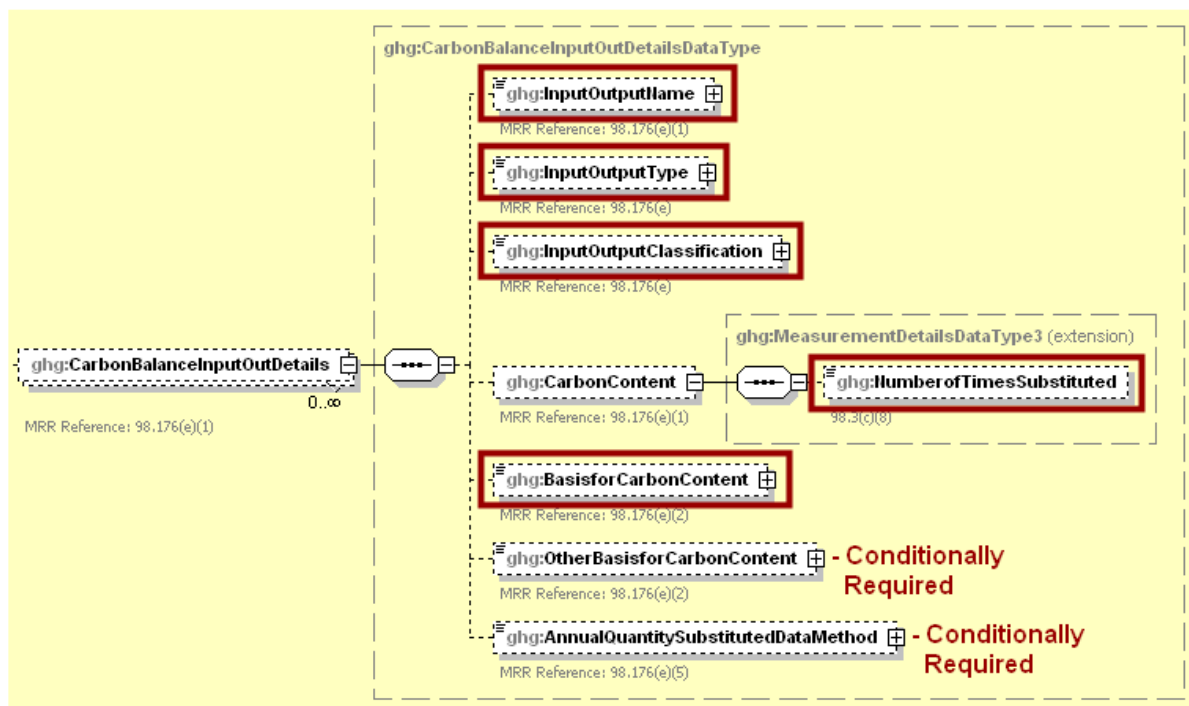 ghg:CarbonBalanceInputOutDetailsDataType
ghg:InputOutputName
MRR Reference: 98.176(e)(1)
ghg:InputOutputType
MRR Reference: 98.176(e)
ghg:InputOutputClassification
MRR Reference: 98.176(e)
ghg:MeasurementDetailsDataType3 (extension)
ghg:CarbonBalanceInputOutDetails
0..∞
MRR Reference: 98.176(e)(1)
ghg:CarbonContent
MRR Reference: 98.176(e)(1)
ghg:NumberofTimesSubstituted
98.3(c)(8)
ghg:BasisforCarbonContent
MRR Reference: 98.176(e)(2)
ghg:OtherBasisforCarbonContent
- Conditionally
Required
MRR Reference: 98.176(e)(2)
ghg:AnnualQuantitySubstitutedDataMethod
- Conditionally
Required
MRR Reference: 98.176(e)(5)